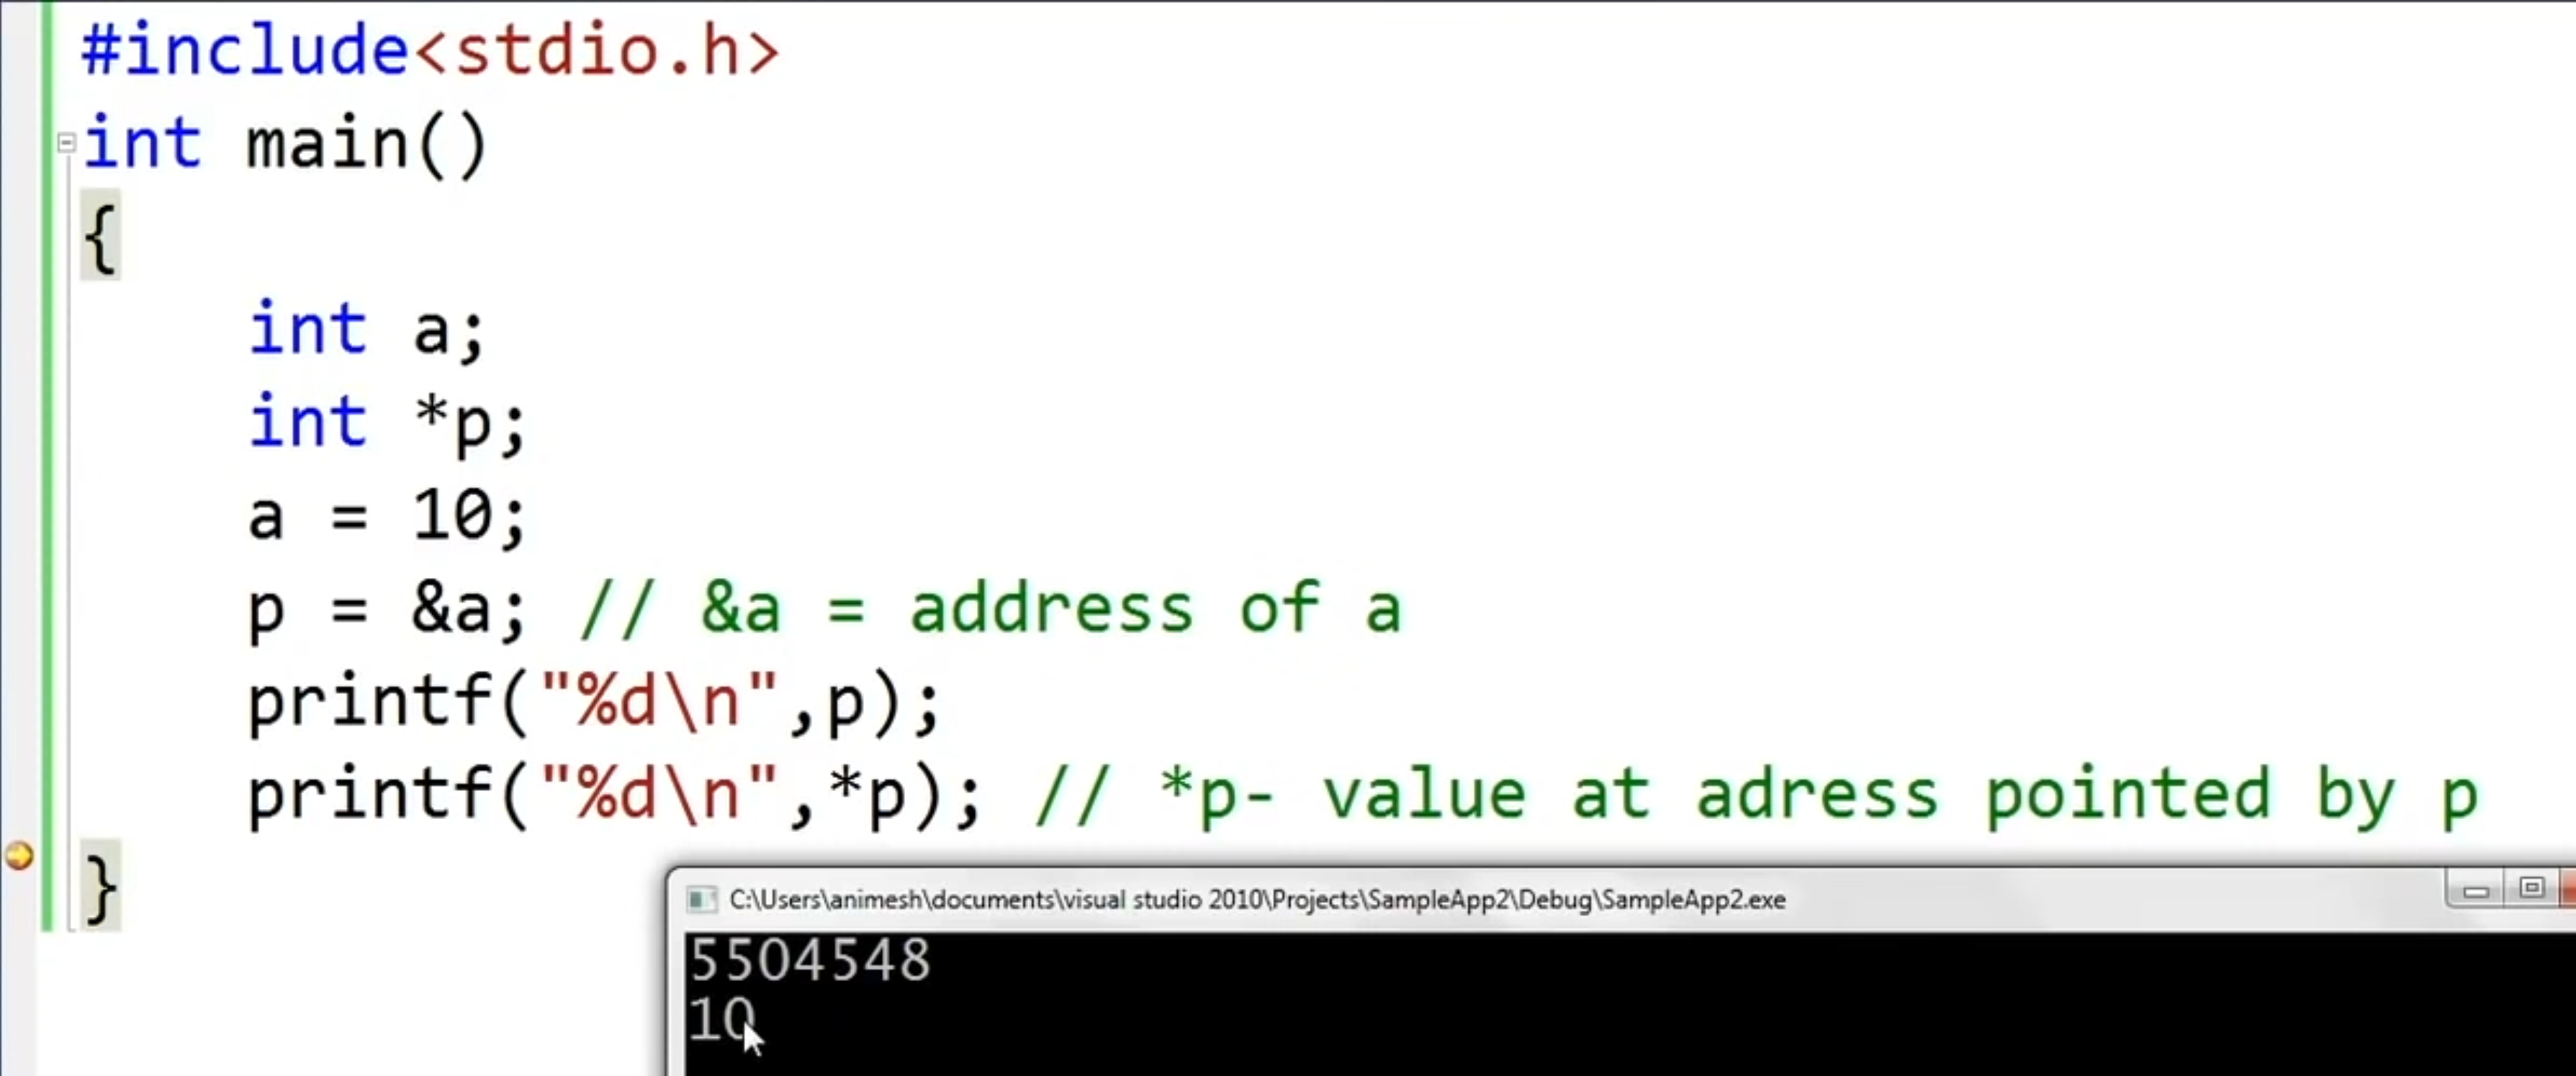 #include<stdio.h>
int main()
{
int a;
int *p;
a = 10;
p = &a; // &a = address of a
printf("%d\n",p);
printf("%d\n",*p); // *p- value at adress pointed by p
}
C:\Users\animesh\documents\visual studio 2010\Projects\SampleApp2\Debug\SampleApp2.exe
5504548
10